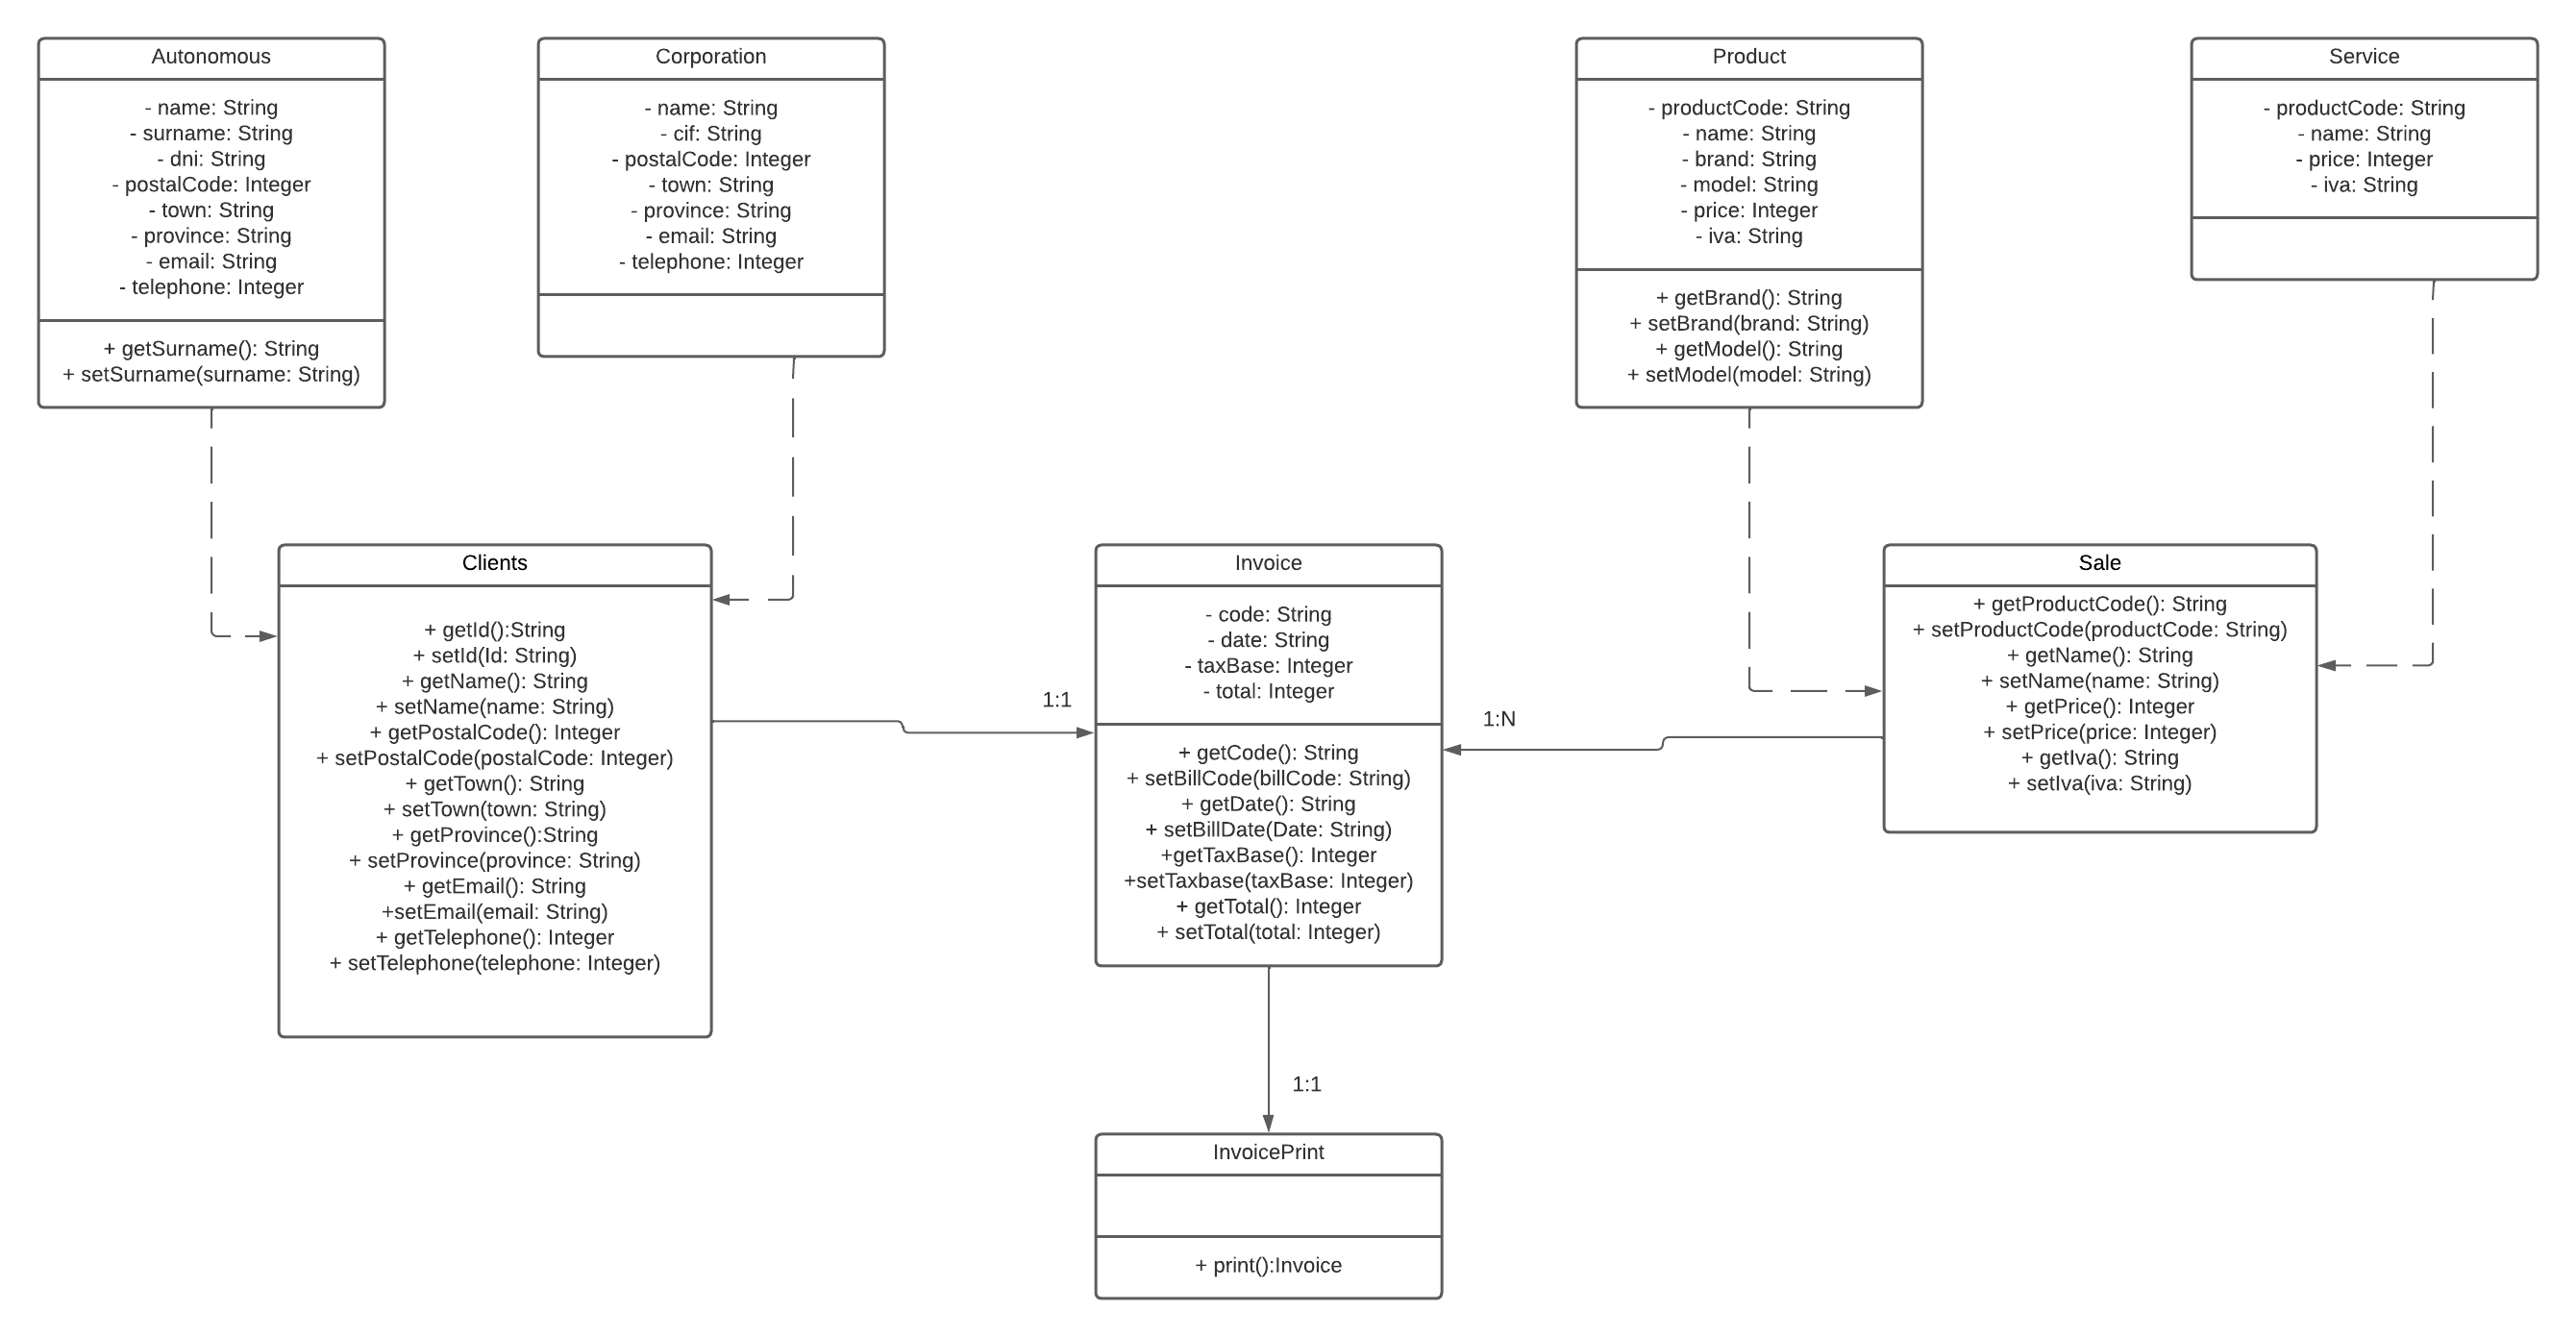 Autonomous
- name: String
- surname: String
- dni: String
- postalCode: Integer
- town: String
- province: String
- email: String
- telephone: Integer
+ getSurname(): String
+ setSurname(surname: String)
Corporation
- name: String
- cif: String
- postalCode: Integer
- town: String
- province: String
- email: String
- telephone: Integer
Product
- productCode: String
- name: String
- brand: String
- model: String
- price: Integer
- iva: String
+ getBrand(): String
+ setBrand(brand: String)
+ getModel(): String
+ setModel(model: String)
Service
- productCode: String
- name: String
- price: Integer
- iva: String
Clients
+ getId():String
+ setId(Id: String)
+ getName(): String
+ setName(name: String)
+ getPostalCode(): Integer
+ setPostalCode(postalCode: Integer)
+ getTown(): String
+ setTown(town: String)
+ getProvince():String
+ setProvince(province: String)
+ getEmail(): String
+setEmail(email: String)
+ getTelephone(): Integer
+ setTelephone(telephone: Integer)
1:1
Invoice
- code: String
- date: String
- taxBase: Integer
- total: Integer
+ getCode(): String
+ setBillCode(billCode: String)
+ getDate(): String
+ setBillDate(Date: String)
+getTaxBase(): Integer
+setTaxbase(taxBase: Integer)
+ getTotal(): Integer
+ setTotal(total: Integer)
1:N
Sale
+ getProductCode(): String
+ setProductCode(productCode: String)
+ getName(): String
+ setName(name: String)
+ getPrice(): Integer
+ setPrice(price: Integer)
+ getIva(): String
+ setIva(iva: String)
1:1
InvoicePrint
+ print():Invoice